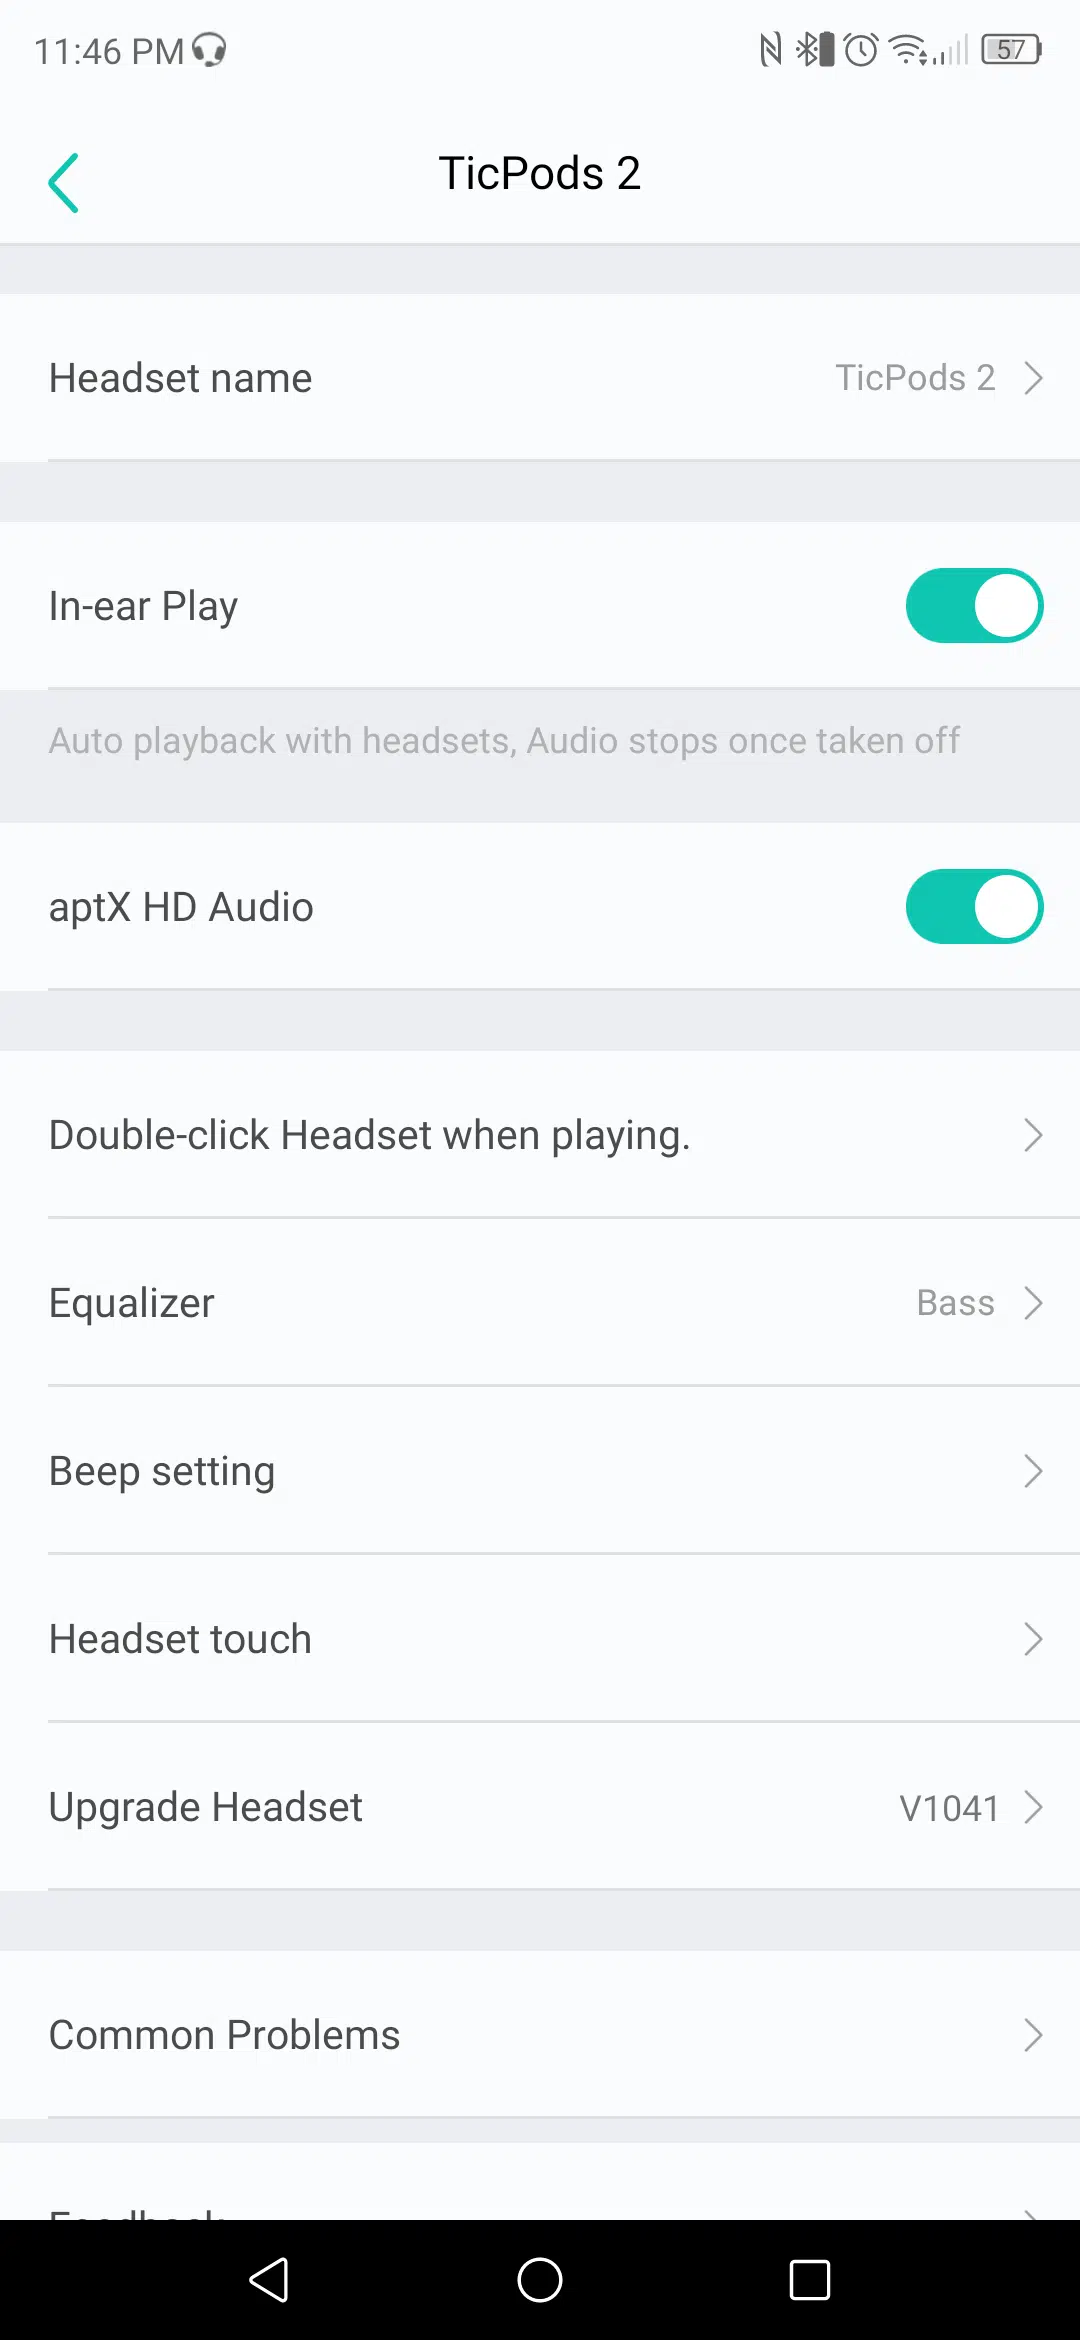 11:46 PM
57
TicPods 2
Headset name
TicPods 2
In-ear Play
Auto playback with headsets, Audio stops once taken off
aptX HD Audio
Double-click Headset when playing.
Equalizer
Bass
Beep setting
Headset touch
Upgrade Headset
V1041
Common Problems
Feedback